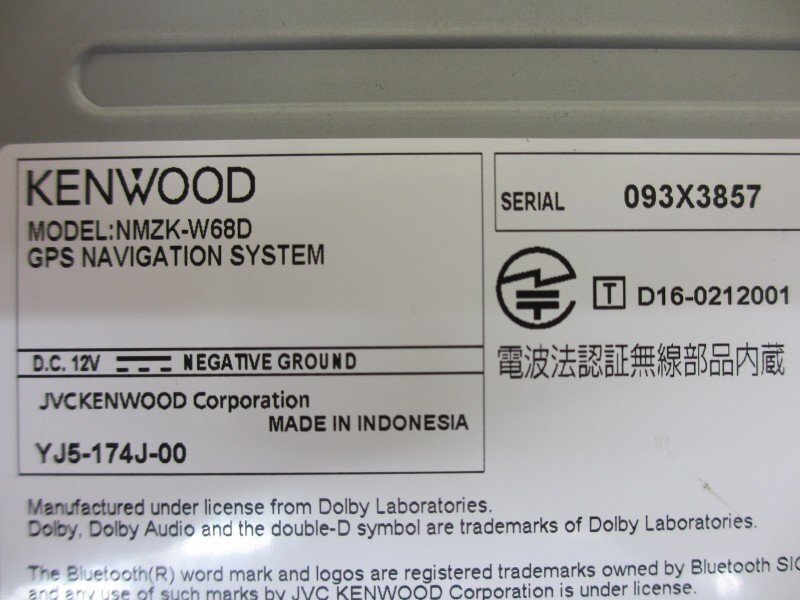 KENWOOD
MODEL:NMZK-W68D
GPS NAVIGATION SYSTEM
D.C. 12V NEGATIVE GROUND
JVCKENWOOD Corporation
MADE IN INDONESIA
YJ5-174J-00
SERIAL 093X3857
T D16-0212001
電波法認証無線部品内蔵
Manufactured under license from Dolby Laboratories.
Dolby, Dolby Audio and the double-D symbol are trademarks of Dolby Laboratories.
The Bluetooth(R) word mark and logos are registered trademarks owned by Bluetooth SIG
and any use of such marks by JVC KENWOOD Corporation is under license.